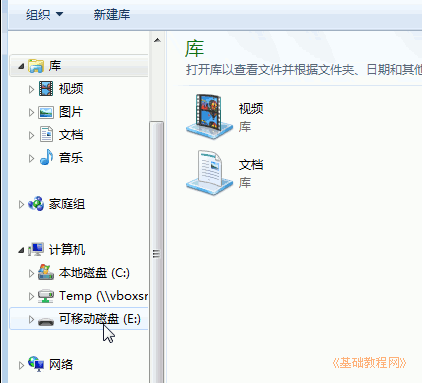 组织 新建库
库
视频
图片
文档
音乐
家庭组
计算机
本地磁盘 (C:)
Temp (\\vboxsr
可移动磁盘 (E:)
网络
库
打开库以查看文件并根据文件夹、日期和其他
视频
库
文档
库
《基础教程网》